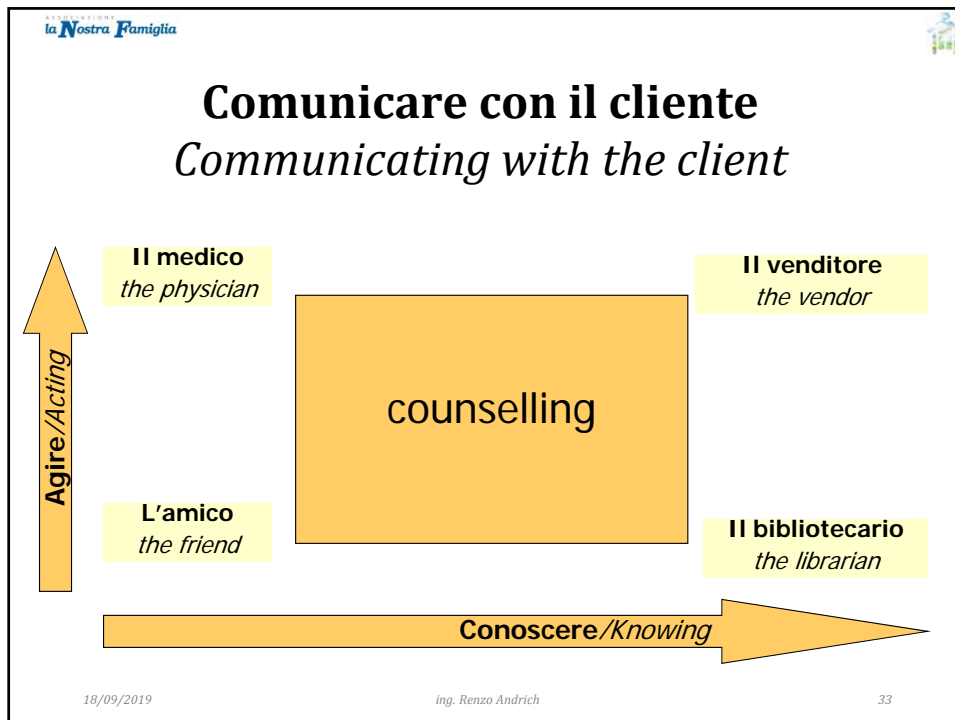 ASSOCIAZIONE
la Nostra Famiglia
Comunicare con il cliente
Communicating with the client
Il medico
the physician
Il venditore
the vendor
counselling
Agire/Acting
L’amico
the friend
Il bibliotecario
the librarian
Conoscere/Knowing
18/09/2019
ing. Renzo Andrich
33